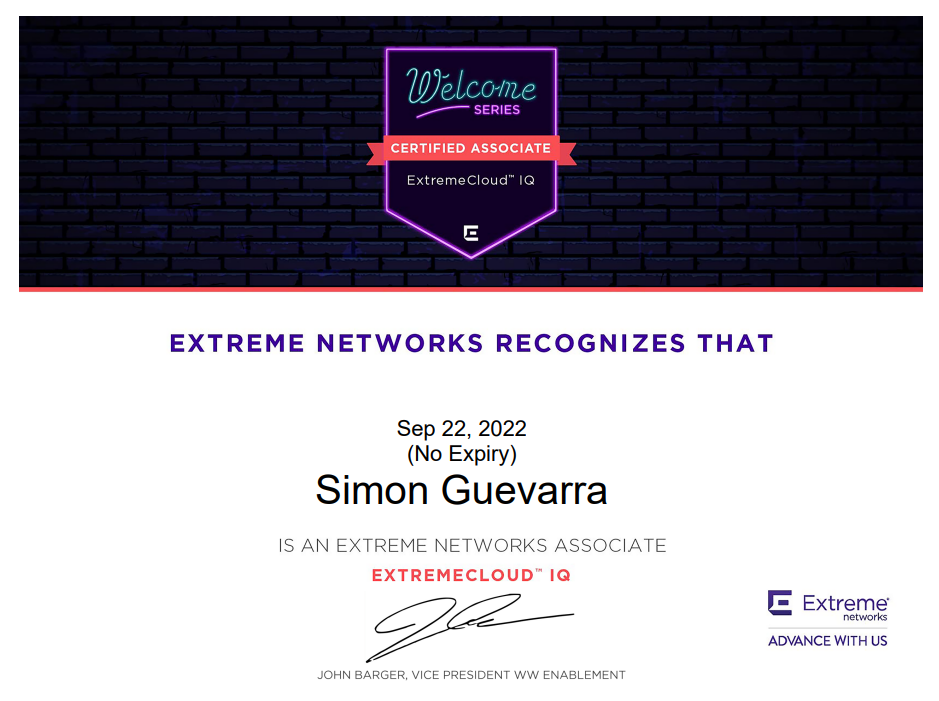 Welcome
SERIES
CERTIFIED ASSOCIATE
ExtremeCloud™ IQ
EXTREME NETWORKS RECOGNIZES THAT
Sep 22, 2022
(No Expiry)
Simon Guevarra
IS AN EXTREME NETWORKS ASSOCIATE
EXTREMECLOUD™ IQ
JOHN BARGER, VICE PRESIDENT WW ENABLEMENT
Extreme®
networks
ADVANCE WITH US